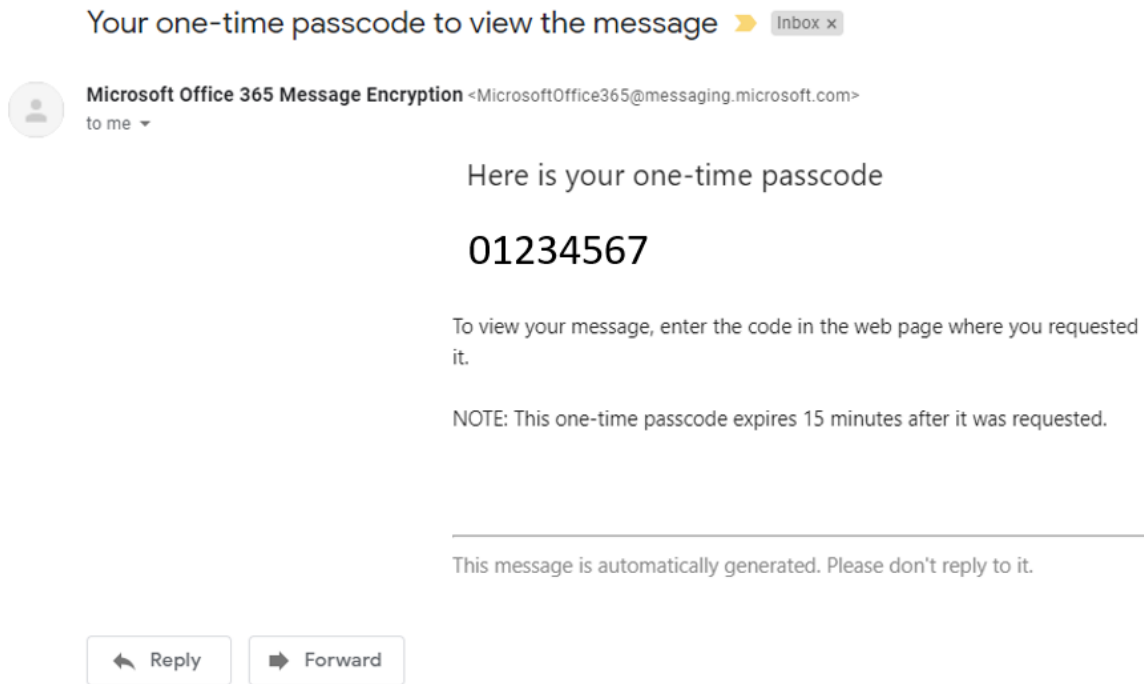 Your one-time passcode to view the message Inbox x
Microsoft Office 365 Message Encryption <MicrosoftOffice365@messaging.microsoft.com>
to me
Here is your one-time passcode
01234567
To view your message, enter the code in the web page where you requested
it.
NOTE: This one-time passcode expires 15 minutes after it was requested.
This message is automatically generated. Please don't reply to it.
Reply Forward